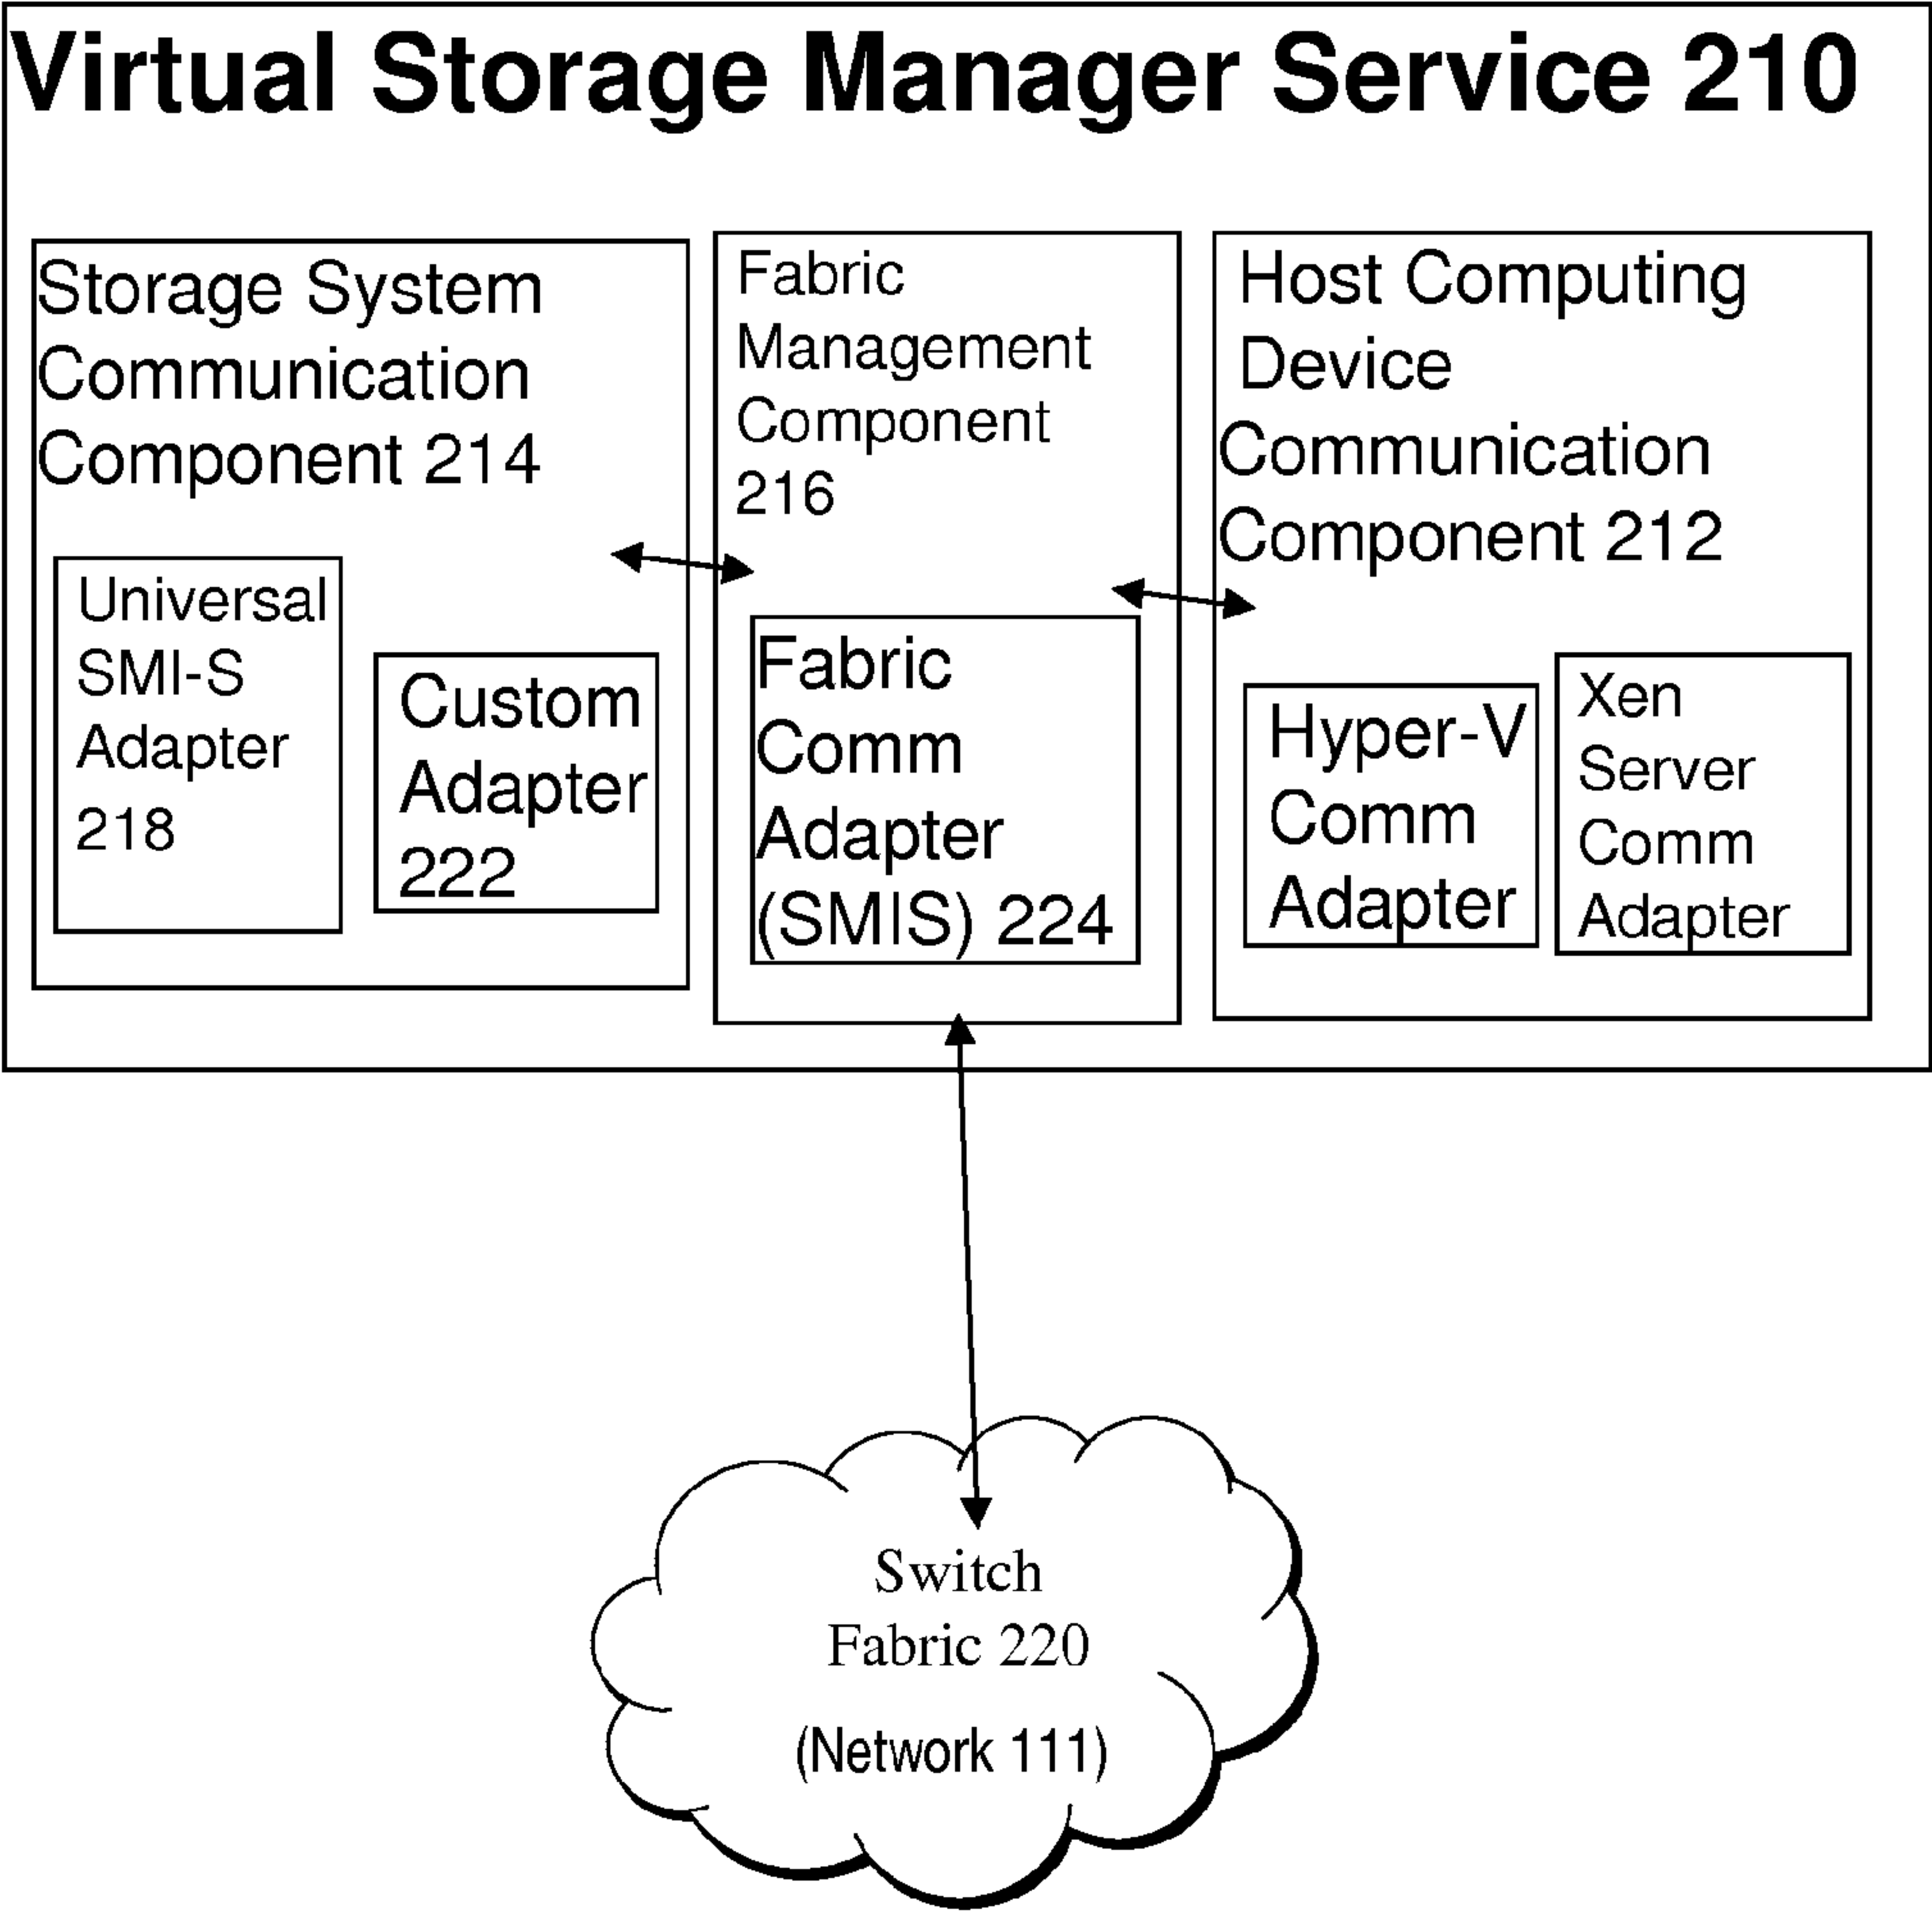 Virtual Storage Manager Service 210
Storage System
Communication
Component 214
Universal
SMI-S
Adapter
218
Custom
Adapter
222
Fabric
Management
Component
216
Fabric
Comm
Adapter
(SMIS) 224
Host Computing
Device
Communication
Component 212
Hyper-V
Comm
Adapter
Xen
Server
Comm
Adapter
Switch
Fabric 220
(Network 111)